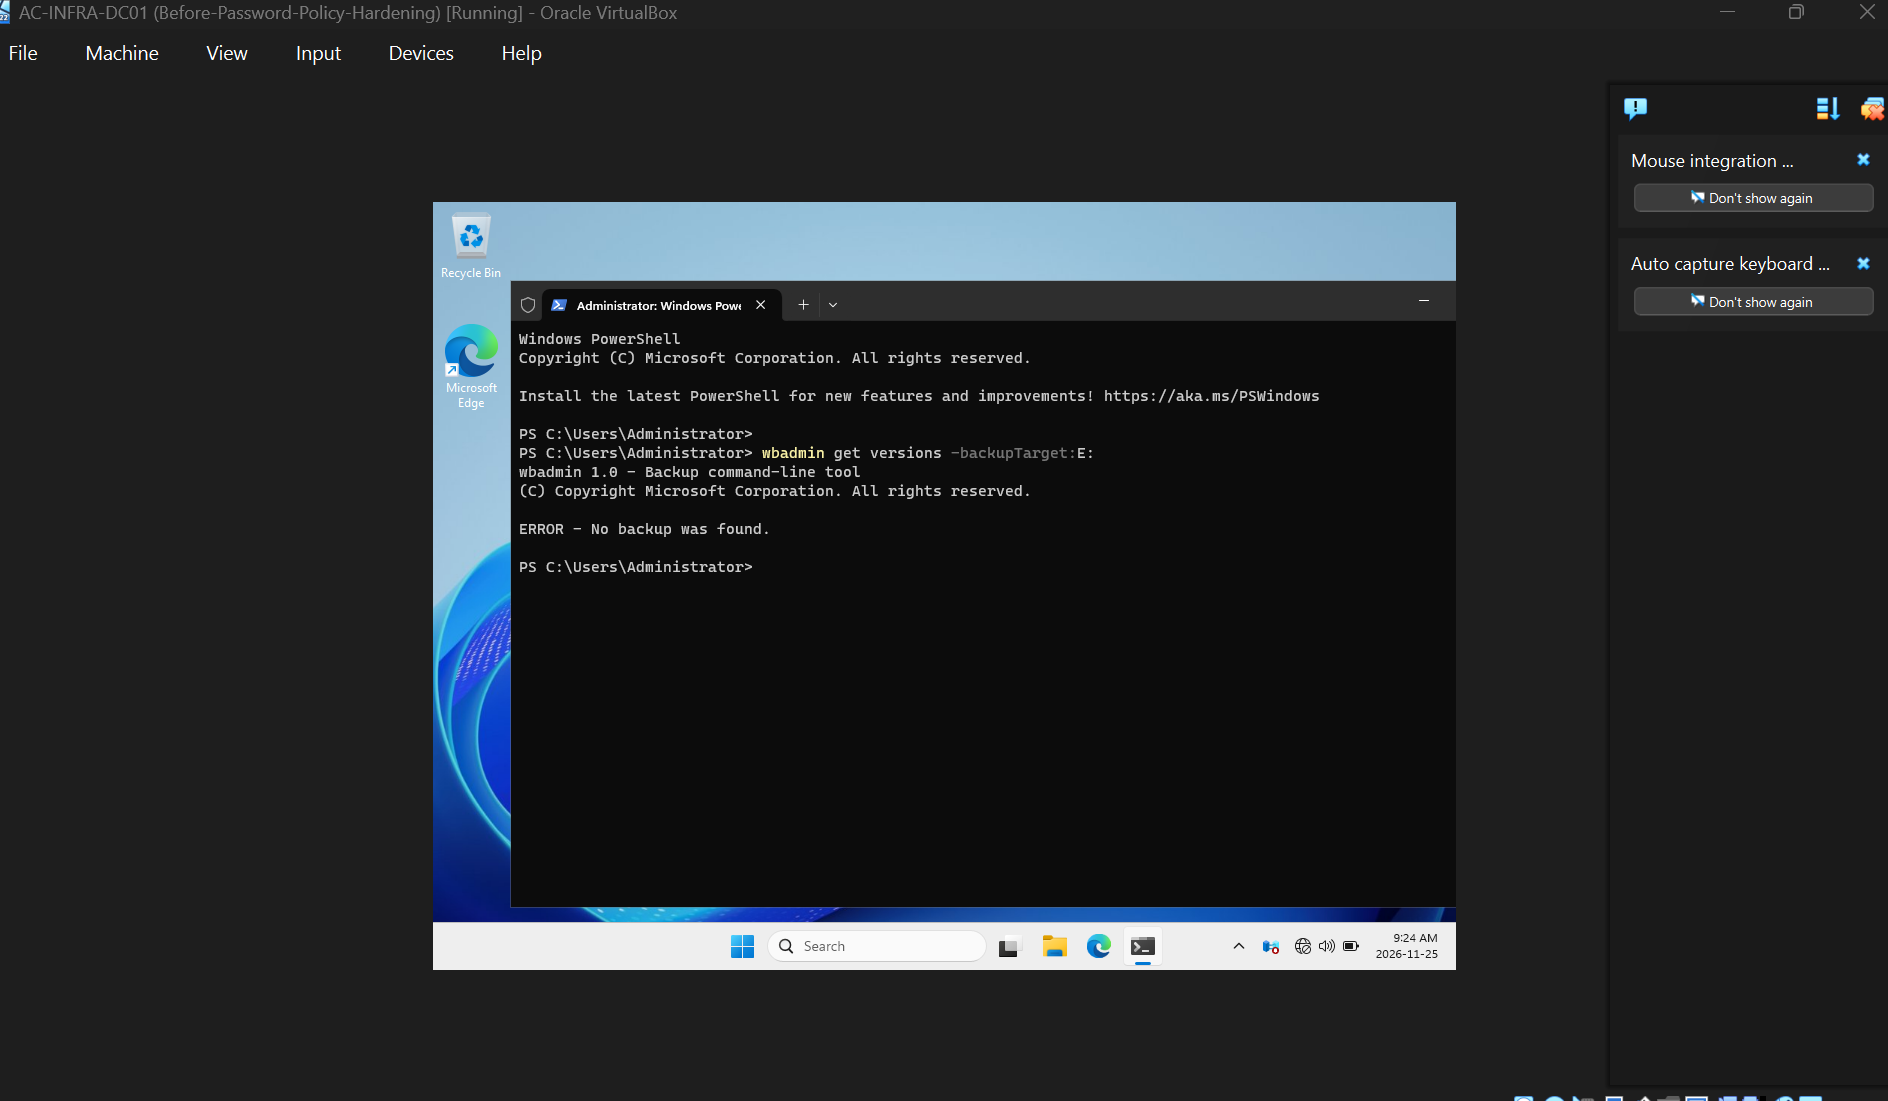 AC-INFRA-DC01 (Before-Password-Policy-Hardening) [Running] - Oracle VirtualBox
File Machine View Input Devices Help
Mouse integration ...
Don't show again
Auto capture keyboard ...
Don't show again
Recycle Bin
Microsoft
Edge
Administrator: Windows Powe
Windows PowerShell
Copyright (C) Microsoft Corporation. All rights reserved.
Install the latest PowerShell for new features and improvements! https://aka.ms/PSWindows
PS C:\Users\Administrator>
PS C:\Users\Administrator> wbadmin get versions -backupTarget:E:
wbadmin 1.0 - Backup command-line tool
(C) Copyright Microsoft Corporation. All rights reserved.
ERROR - No backup was found.
PS C:\Users\Administrator>
Search
9:24 AM
2026-11-25